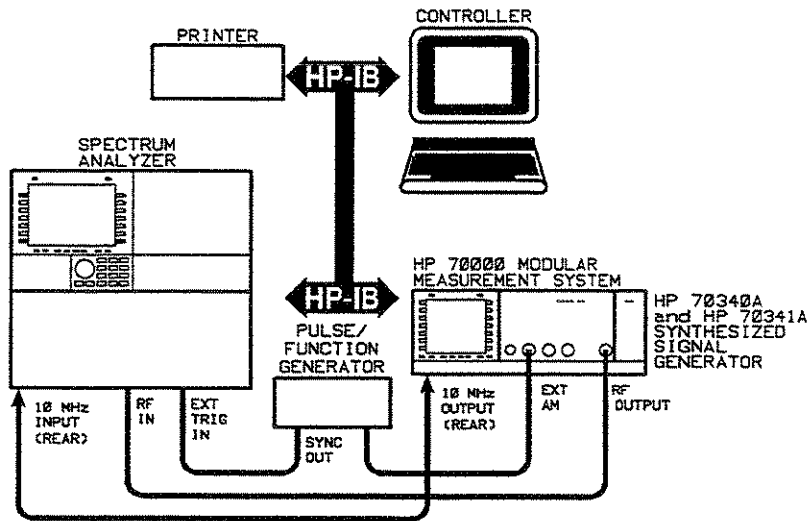 CONTROLLER
PRINTER
HP-IB
SPECTRUM
ANALYZER
HP-IB
HP 70000 MODULAR
MEASUREMENT SYSTEM
HP 70340A
and HP 70341A
SYNTHESIZED
SIGNAL
GENERATOR
PULSE/
FUNCTION
GENERATOR
10 MHz
INPUT
(REAR)
RF
IN
EXT
TRIG
IN
SYNC
OUT
10 MHz
OUTPUT
(REAR)
EXT
AM
RF
OUTPUT